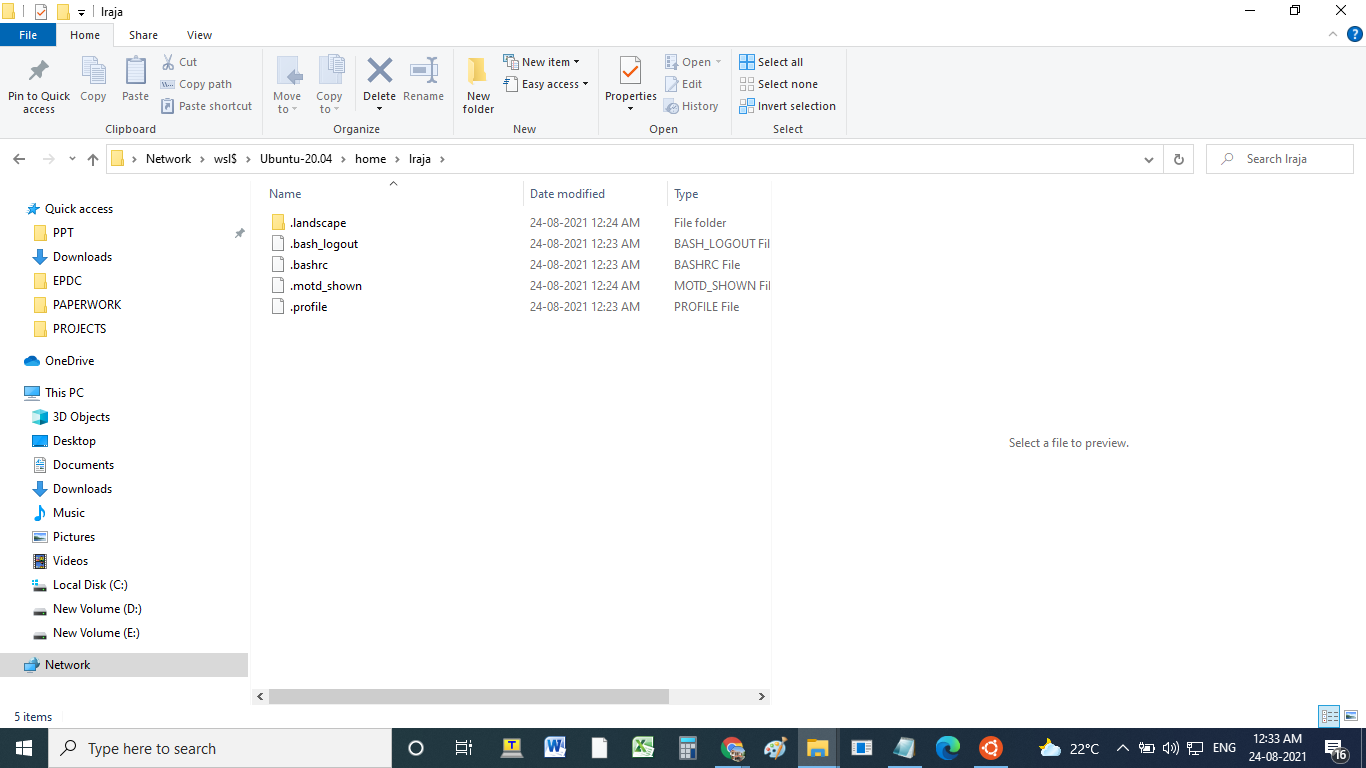 lraja
File
Home
Share
View
Pin to Quick access
Copy
Paste
Cut
Copy path
Paste shortcut
Clipboard
Move to
Copy to
Delete
Rename
Organize
New folder
New item
Easy access
New
Properties
Open
Edit
History
Open
Select all
Select none
Invert selection
Select
Network
wsl$
Ubuntu-20.04
home
lraja
Search lraja
Name
Date modified
Type
.landscape
24-08-2021 12:24 AM
File folder
.bash_logout
24-08-2021 12:23 AM
BASH_LOGOUT Fil
.bashrc
24-08-2021 12:23 AM
BASHRC File
.motd_shown
24-08-2021 12:24 AM
MOTD_SHOWN Fil
.profile
24-08-2021 12:23 AM
PROFILE File
Quick access
PPT
Downloads
EPDC
PAPERWORK
PROJECTS
OneDrive
This PC
3D Objects
Desktop
Documents
Downloads
Music
Pictures
Videos
Local Disk (C:)
New Volume (D:)
New Volume (E:)
Network
Select a file to preview.
5 items
Type here to search
22°C
ENG
12:33 AM
24-08-2021
16